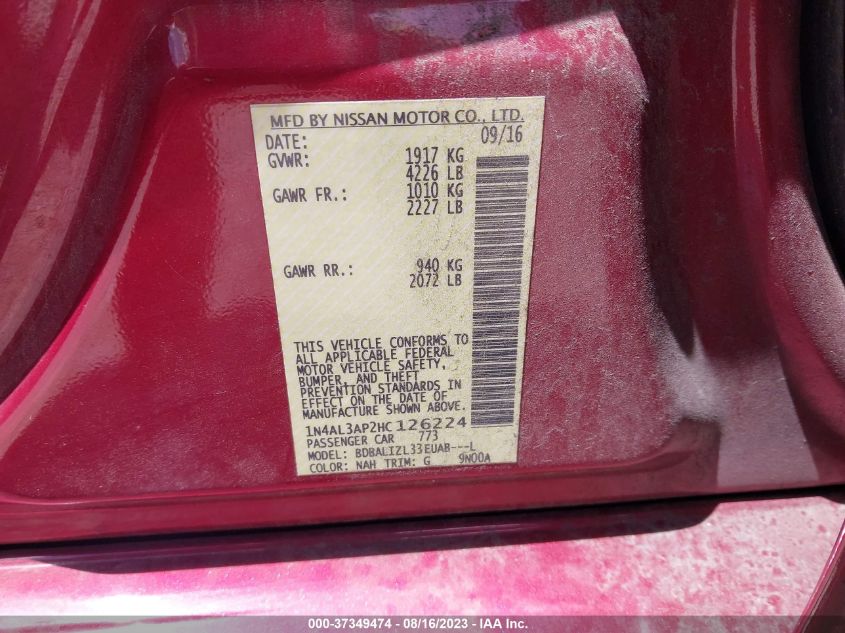 MFD BY NISSAN MOTOR CO., LTD.
DATE: 09/16
GVWR: 1917 KG
4226 LB
GAWR FR.: 1010 KG
2227 LB
GAWR RR.: 940 KG
2072 LB
THIS VEHICLE CONFORMS TO
ALL APPLICABLE FEDERAL
MOTOR VEHICLE SAFETY,
BUMPER, AND THEFT
PREVENTION STANDARDS IN
EFFECT ON THE DATE OF
MANUFACTURE SHOWN ABOVE.
1N4AL3AP2HC126224
PASSENGER CAR 773
MODEL: BDBALIZL33EUAB---L
COLOR: NAH TRIM: G 9N00A
000-37349474 — 08/16/2023 — © IAA Holdings, LLC.